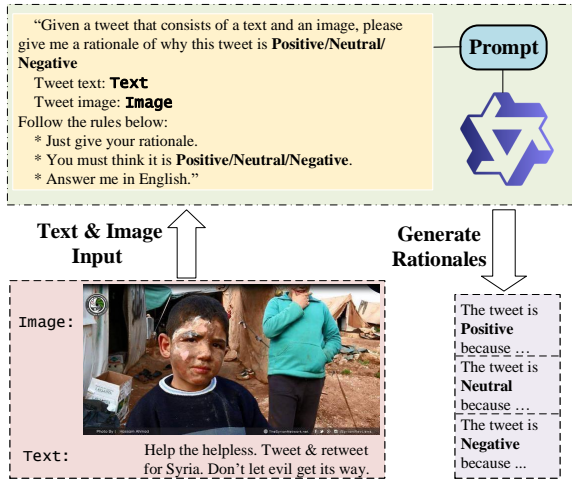 “Given a tweet that consists of a text and an image, please
give me a rationale of why this tweet is Positive/Neutral/
Negative
Tweet text: Text
Tweet image: Image
Follow the rules below:
* Just give your rationale.
* You must think it is Positive/Neutral/Negative.
* Answer me in English.”
Prompt
Text & Image
Input
Generate
Rationales
Image:
Photo By : Hossam Ahmad
Text:
Help the helpless. Tweet & retweet
for Syria. Don’t let evil get its way.
The tweet is
Positive
because …
The tweet is
Neutral
because …
The tweet is
Negative
because ...